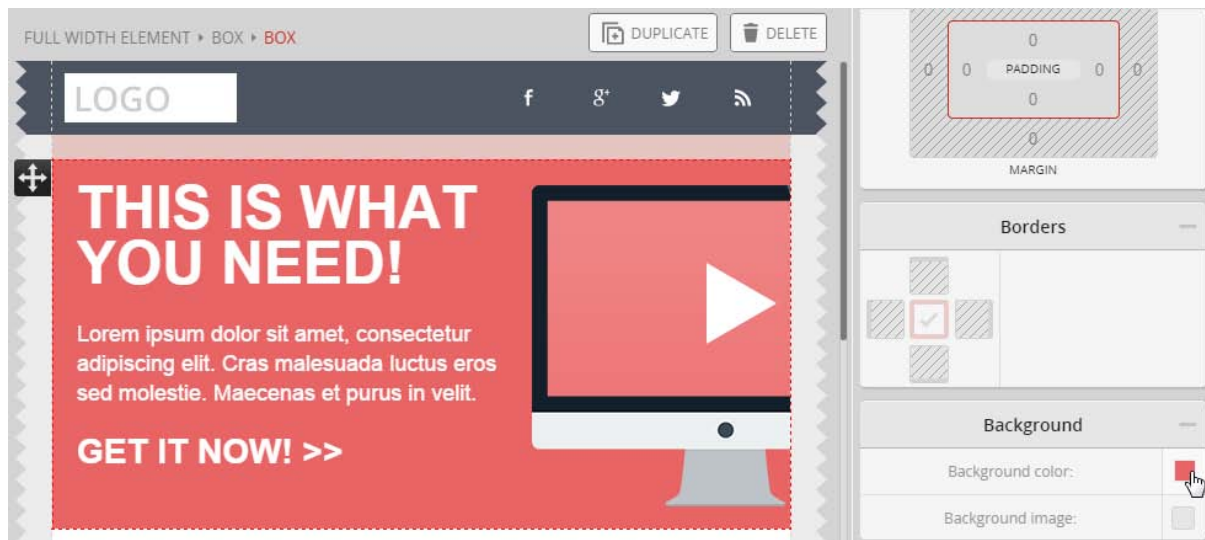 FULL WIDTH ELEMENT ▸ BOX ▸ BOX
DUPLICATE
DELETE
LOGO
f
g+
THIS IS WHAT
YOU NEED!
Lorem ipsum dolor sit amet, consectetur
adipiscing elit. Cras malesuada luctus eros
sed molestie. Maecenas et purus in velit.
GET IT NOW! >>
0
0 0 PADDING 0 0
0
0
MARGIN
Borders
Background
Background color:
Background image: